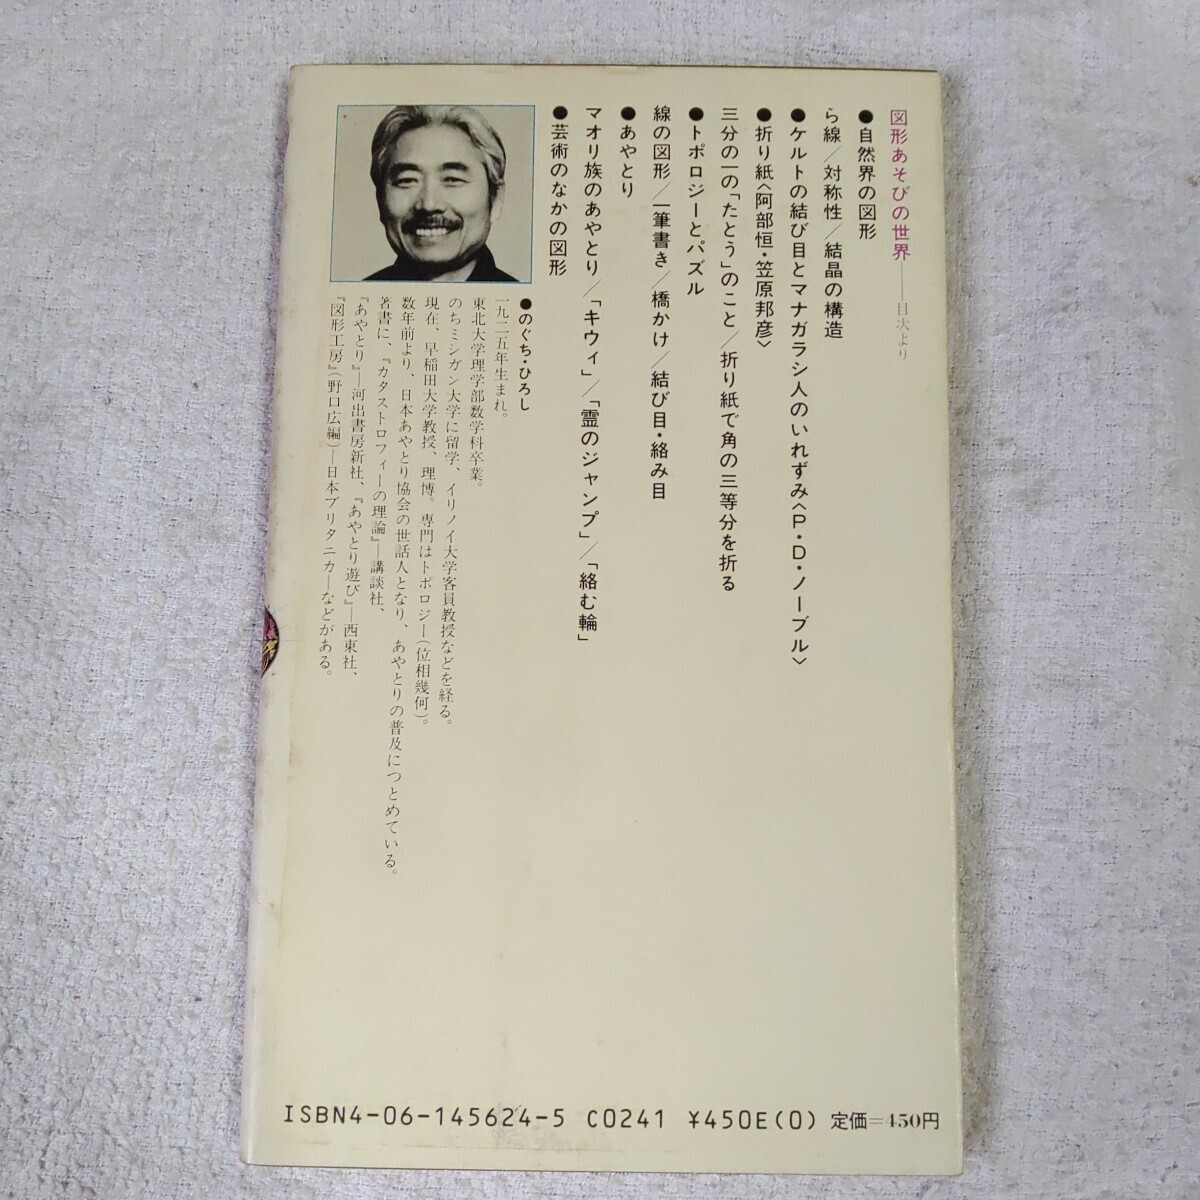 図形あそびの世界――目次より
●自然界の図形
ら線/対称性/結晶の構造
●ケルトの結び目とマナガラシ人のいれずみ〈P・D・ノーブル〉
●折り紙〈阿部恒・笠原邦彦〉
三分の一の「たとう」のこと/折り紙で角の三等分を折る
●トポロジーとパズル
線の図形/一筆書き/橋かけ/結び目・絡み目
●あやとり
マオリ族のあやとり/「キウィ」/「霊のジャンプ」/「絡む輪」
●芸術のなかの図形
●のぐち・ひろし
一九二五年生まれ。
東北大学理学部数学科卒業。
のちミシガン大学に留学、イリノイ大学客員教授などを経る。
現在、早稲田大学教授、理博。専門はトポロジー(位相幾何)。
数年前より、日本あやとり協会の世話人となり、あやとりの普及につとめている。
著書に、『カタストロフィーの理論』―講談社、
『あやとり』―河出書房新社、『あやとり遊び』―西東社、
『図形工房』(野口広編)―日本ブリタニカ―などがある。
ISBN4-06-145624-5 C0241 ¥450E(0) 定価=450円